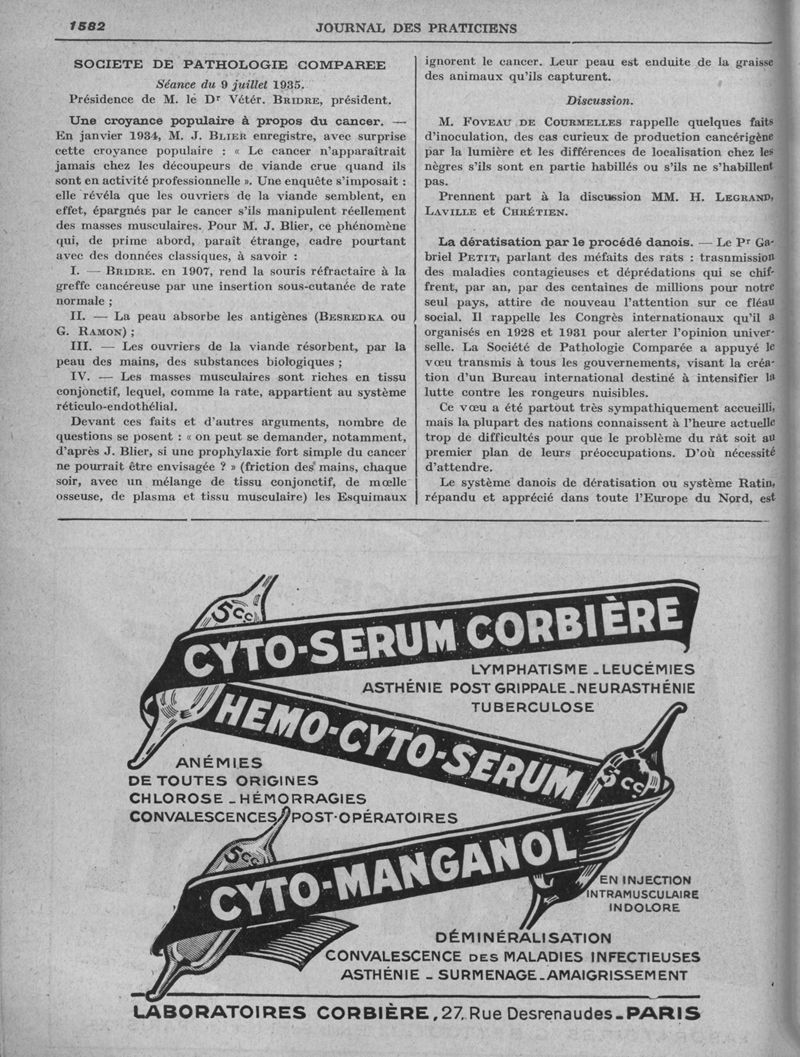 1582
JOURNAL DES PRATICIENS
SOCIETE DE PATHOLOGIE COMPAREE
Séance du 9 juillet 1935.
Présidence de M. le Dr Vétér. BRIDRE, président.
Une croyance populaire à propos du cancer. —
En janvier 1934, M. J. BLIER enregistre, avec surprise
cette croyance populaire : « Le cancer n'apparaîtrait
jamais chez les découpeurs de viande crue quand ils
sont en activité professionnelle ». Une enquête s'imposait :
elle révéla que les ouvriers de la viande semblent, en
effet, épargnés par le cancer s'ils manipulent réellement
des masses musculaires. Pour M. J. Blier, ce phénomène
qui, de prime abord, paraît étrange, cadre pourtant
avec des données classiques, à savoir :
I. — BRIDRE. en 1907, rend la souris réfractaire à la
greffe cancéreuse par une insertion sous-cutanée de rate
normale ;
II. — La peau absorbe les antigènes (BESREDKA ou
G. RAMON) ;
III. — Les ouvriers de la viande résorbent, par la
peau des mains, des substances biologiques ;
IV. — Les masses musculaires sont riches en tissu
conjonctif, lequel, comme la rate, appartient au système
réticulo-endothélial.
Devant ces faits et d'autres arguments, nombre de
questions se posent : « on peut se demander, notamment,
d'après J. Blier, si une prophylaxie fort simple du cancer
ne pourrait être envisagée ? » (friction des mains, chaque
soir, avec un mélange de tissu conjonctif, de moelle
osseuse, de plasma et tissu musculaire) les Esquimaux
ignorent le cancer. Leur peau est enduite de la graisse
des animaux qu'ils capturent.
Discussion.
M. FOVEAU DE COURMELLES rappelle quelques faits
d'inoculation, des cas curieux de production cancérigène
par la lumière et les différences de localisation chez les
nègres s'ils sont en partie habillés ou s'ils ne s'habillent
pas.
Prennent part à la discussion MM. H. LEGRAND,
LAVILLE et CHRÉTIEN.
La dératisation par le procédé danois. — Le Pr Ga-
briel PETIT, parlant des méfaits des rats : trasnmission
des maladies contagieuses et déprédations qui se chif-
frent, par an, par des centaines de millions pour notre
seul pays, attire de nouveau l'attention sur ce fléau
social. Il rappelle les Congrès internationaux qu'il a
organisés en 1928 et 1931 pour alerter l'opinion univer-
selle. La Société de Pathologie Comparée a appuyé le
vœu transmis à tous les gouvernements, visant la créa-
tion d'un Bureau international destiné à intensifier la
lutte contre les rongeurs nuisibles.
Ce vœu a été partout très sympathiquement accueilli,
mais la plupart des nations connaissent à l'heure actuelle
trop de difficultés pour que le problème du rât soit au
premier plan de leurs préoccupations. D'où nécessité
d'attendre.
Le système danois de dératisation ou système Ratin,
répandu et apprécié dans toute l'Europe du Nord, est
5cc.
CYTO-SERUM CORBIÈRE
LYMPHATISME - LEUCÉMIES
ASTHÉNIE POST GRIPPALE - NEURASTHÉNIE
TUBERCULOSE
HEMO-CYTO-SERUM
5cc
ANÉMIES
DE TOUTES ORIGINES
CHLOROSE - HÉMORRAGIES
CONVALESCENCES POST-OPÉRATOIRES
5cc.
CYTO-MANGANOL
EN INJECTION
INTRAMUSCULAIRE
INDOLORE
DÉMINÉRALISATION
CONVALESCENCE DES MALADIES INFECTIEUSES
ASTHÉNIE - SURMENAGE - AMAIGRISSEMENT
LABORATOIRES CORBIÈRE, 27, Rue Desrenaudes - PARIS